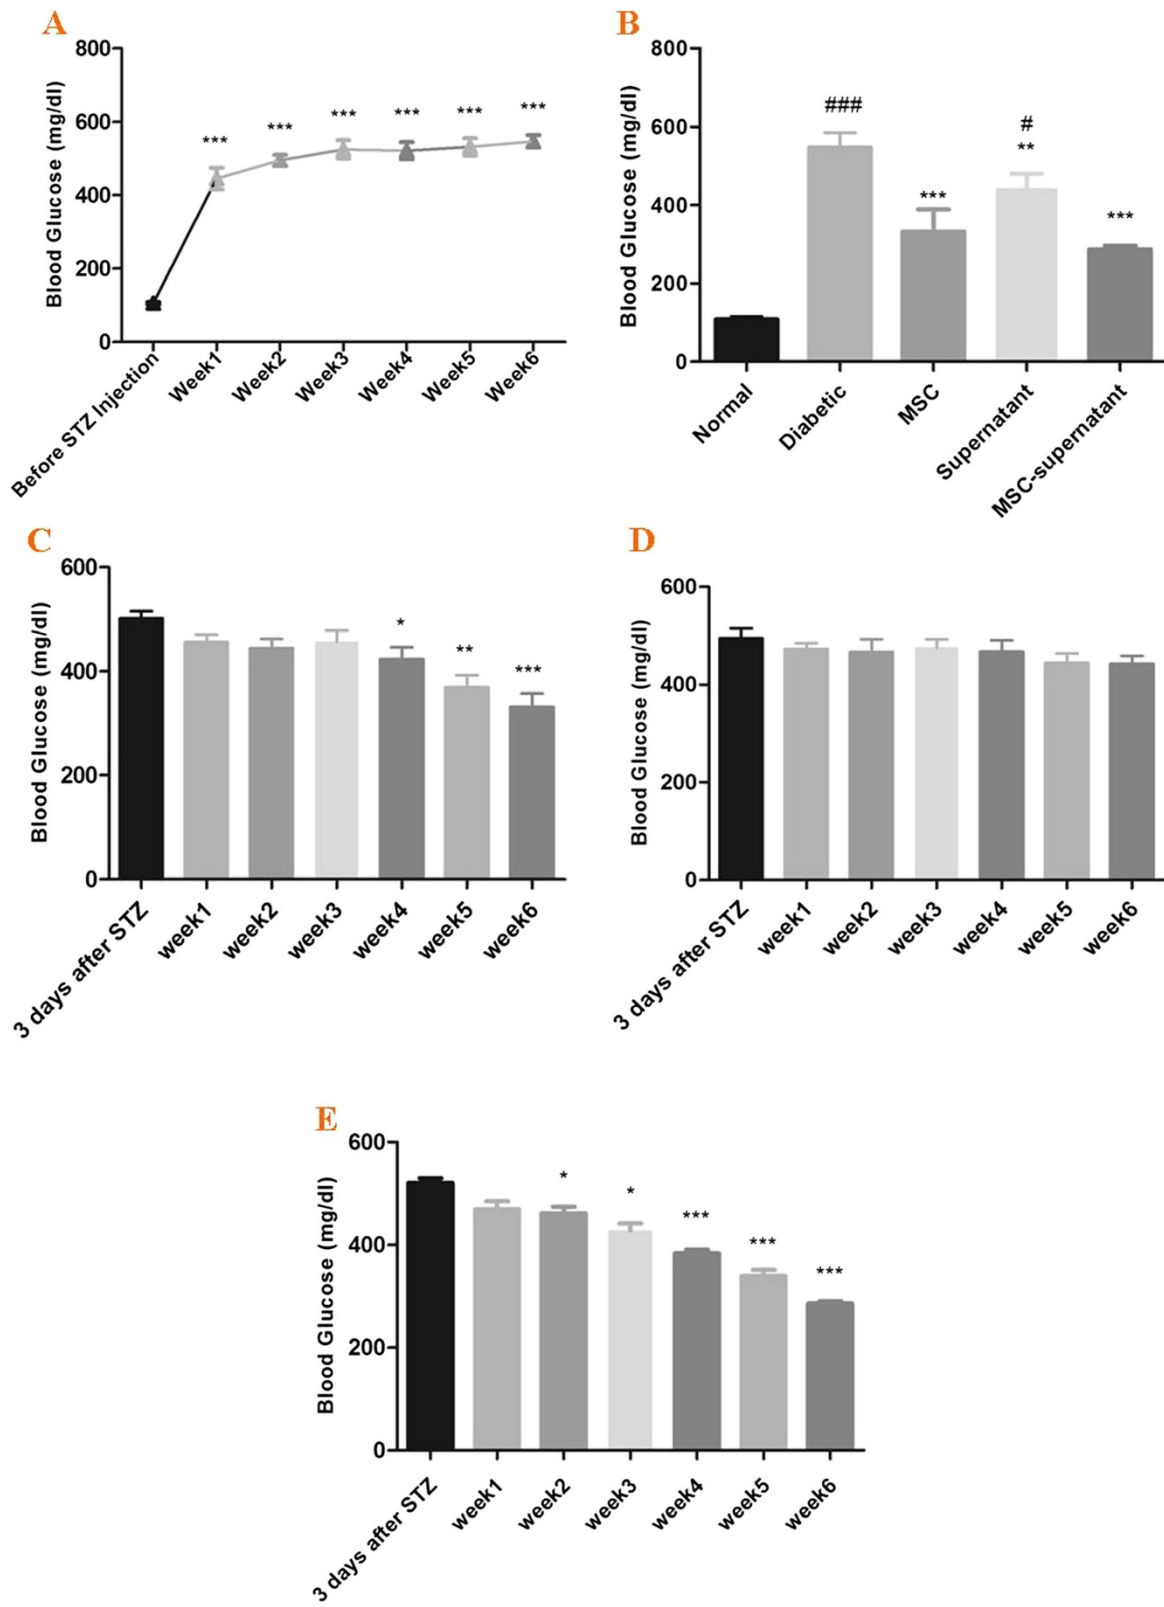 A
Blood Glucose (mg/dl)
800
600
400
200
0
***
***
***
***
***
***
Before STZ Injection
Week1
Week2
Week3
Week4
Week5
Week6
B
Blood Glucose (mg/dl)
800
600
400
200
0
###
***
#
**
***
Normal
Diabetic
MSC
Supernatant
MSC-supernatant
C
Blood Glucose (mg/dl)
600
400
200
0
*
**
***
3 days after STZ
week1
week2
week3
week4
week5
week6
D
Blood Glucose (mg/dl)
600
400
200
0
3 days after STZ
week1
week2
week3
week4
week5
week6
E
Blood Glucose (mg/dl)
600
400
200
0
*
*
***
***
***
3 days after STZ
week1
week2
week3
week4
week5
week6